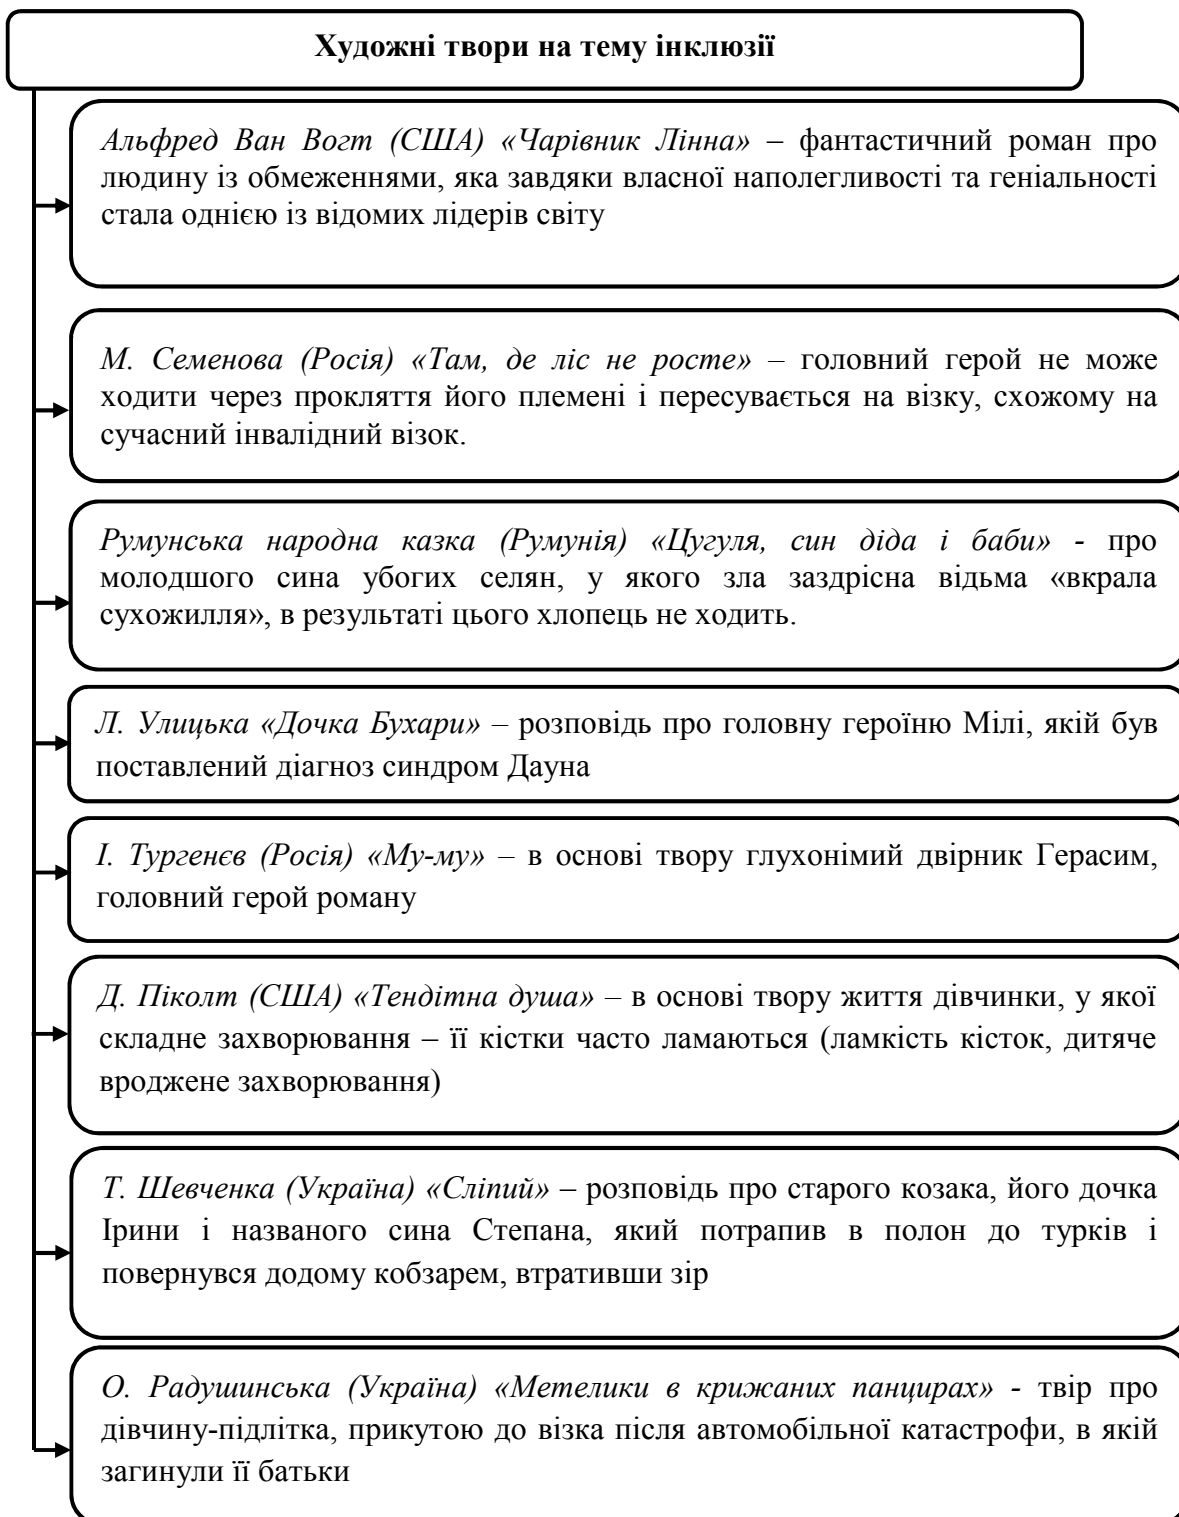 Художні твори на тему інклюзії
Альфред Ван Вогт (США) «Чарівник Лінна» – фантастичний роман про
людину із обмеженнями, яка завдяки власної наполегливості та геніальності
стала однією із відомих лідерів світу
М. Семенова (Росія) «Там, де ліс не росте» – головний герой не може
ходити через прокляття його племені і пересувається на візку, схожому на
сучасний інвалідний візок.
Румунська народна казка (Румунія) «Цугуля, син діда і баби» - про
молодшого сина убогих селян, у якого зла заздрісна відьма «вкрала
сухожилля», в результаті цього хлопець не ходить.
Л. Улицька «Дочка Бухари» – розповідь про головну героїню Мілі, якій був
поставлений діагноз синдром Дауна
І. Тургенєв (Росія) «Му-му» – в основі твору глухонімий двірник Герасим,
головний герой роману
Д. Піколт (США) «Тендітна душа» – в основі твору життя дівчинки, у якої
складне захворювання – її кістки часто ламаються (ламкість кісток, дитяче
вроджене захворювання)
Т. Шевченка (Україна) «Сліпий» – розповідь про старого козака, його дочка
Ірини і названого сина Степана, який потрапив в полон до турків і
повернувся додому кобзарем, втративши зір
О. Радушинська (Україна) «Метелики в крижаних панцирах» - твір про
дівчину-підлітка, прикутою до візка після автомобільної катастрофи, в якій
загинули її батьки